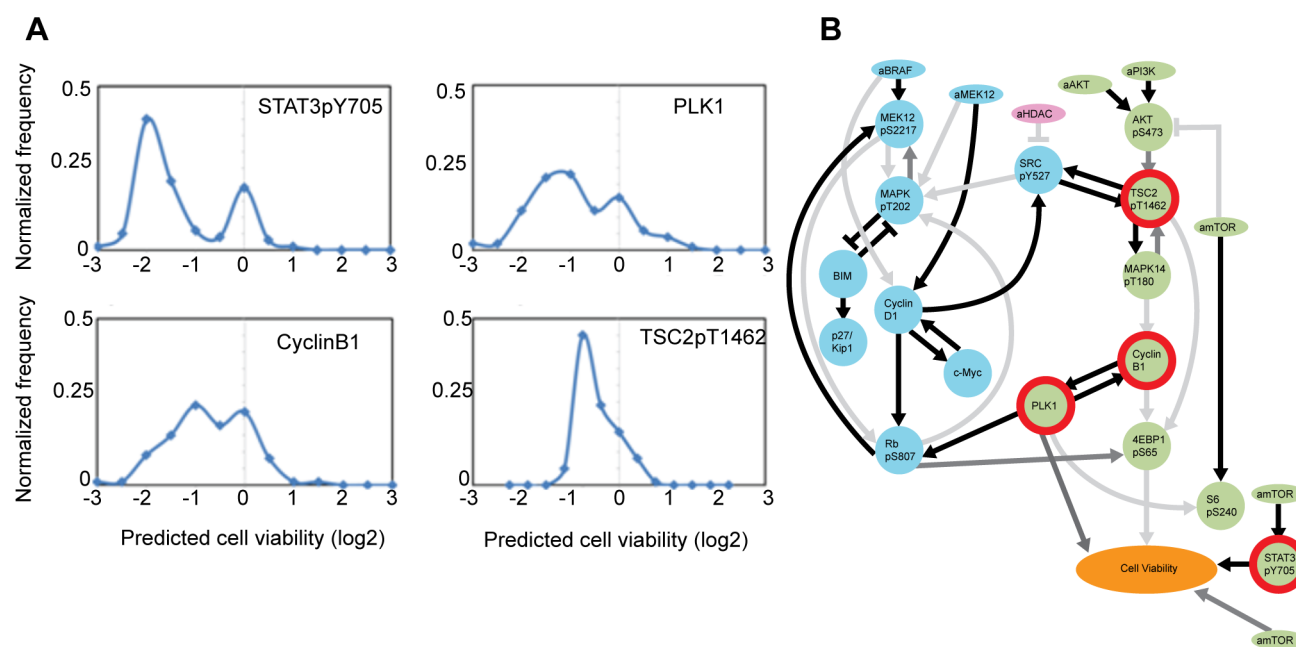 A
Normalized frequency
0.5
0.25
0
STAT3pY705
-3 -2 -1 0 1 2 3
0.5
0.25
0
PLK1
-3 -2 -1 0 1 2 3
Normalized frequency
0.5
0.25
0
CyclinB1
-3 -2 -1 0 1 2 3
Predicted cell viability (log2)
0.5
0.25
0
TSC2pT1462
-3 -2 -1 0 1 2 3
Predicted cell viability (log2)
B
aBRAF
aMEK12
aHDAC
aAKT
aPI3K
MEK12
pS2217
AKT
pS473
SRC
pY527
MAPK
pT202
TSC2
pT1462
amTOR
BIM
MAPK14
pT180
Cyclin
D1
p27/
Kip1
c-Myc
Cyclin
B1
PLK1
Rb
pS807
4EBP1
pS65
S6
pS240
amTOR
STAT3
pY705
Cell Viability
amTOR